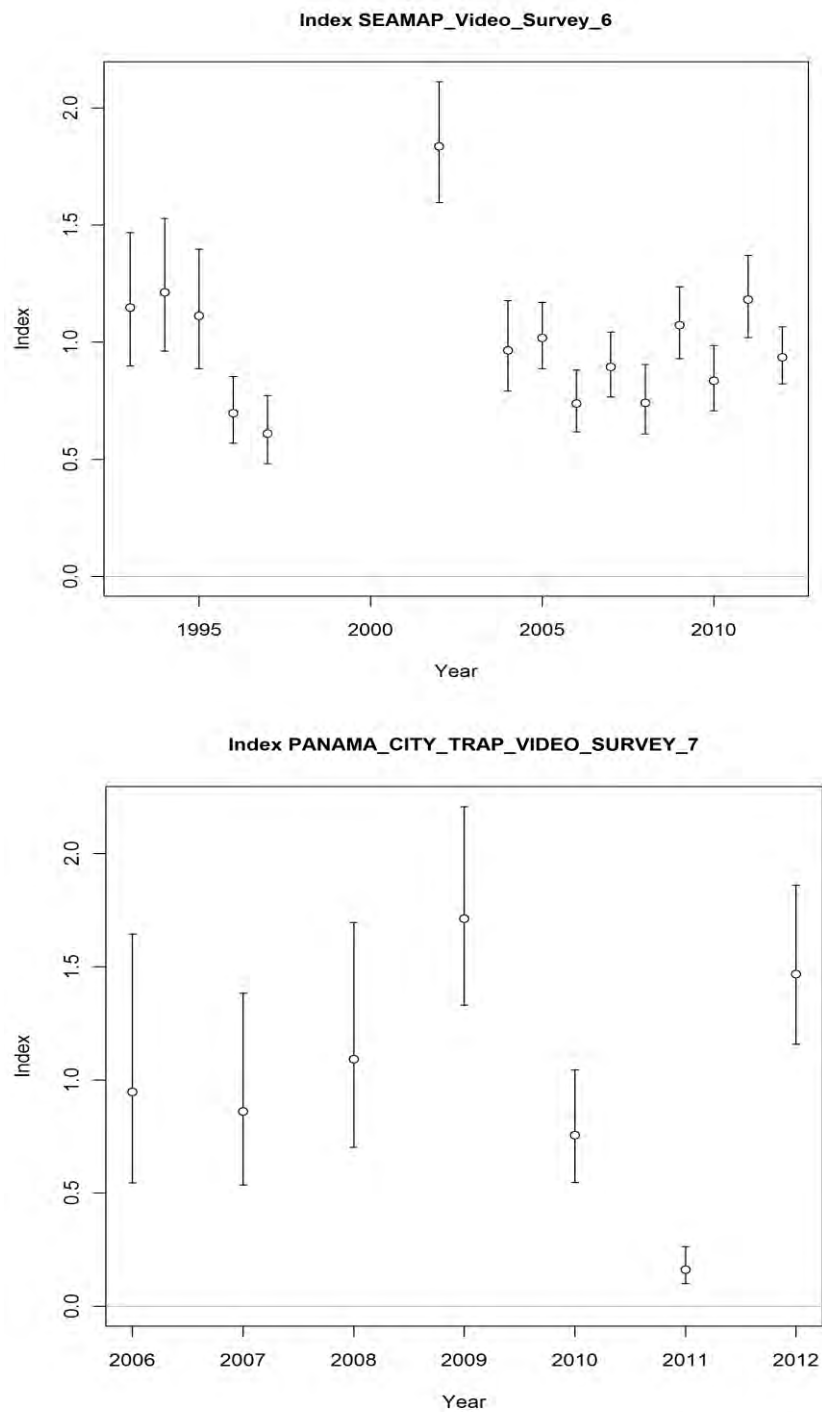 Index SEAMAP_Video_Survey_6
2.0
1.5
1.0
0.5
0.0
Index
1995 2000 2005 2010
Year
Index PANAMA_CITY_TRAP_VIDEO_SURVEY_7
2.0
1.5
1.0
0.5
0.0
Index
2006 2007 2008 2009 2010 2011 2012
Year